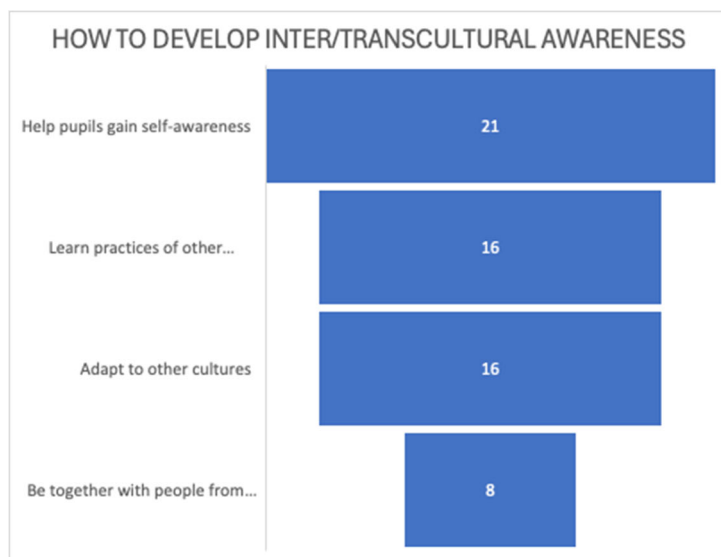 HOW TO DEVELOP INTER/TRANSCULTURAL AWARENESS
Help pupils gain self-awareness
21
Learn practices of other...
16
Adapt to other cultures
16
Be together with people from...
8